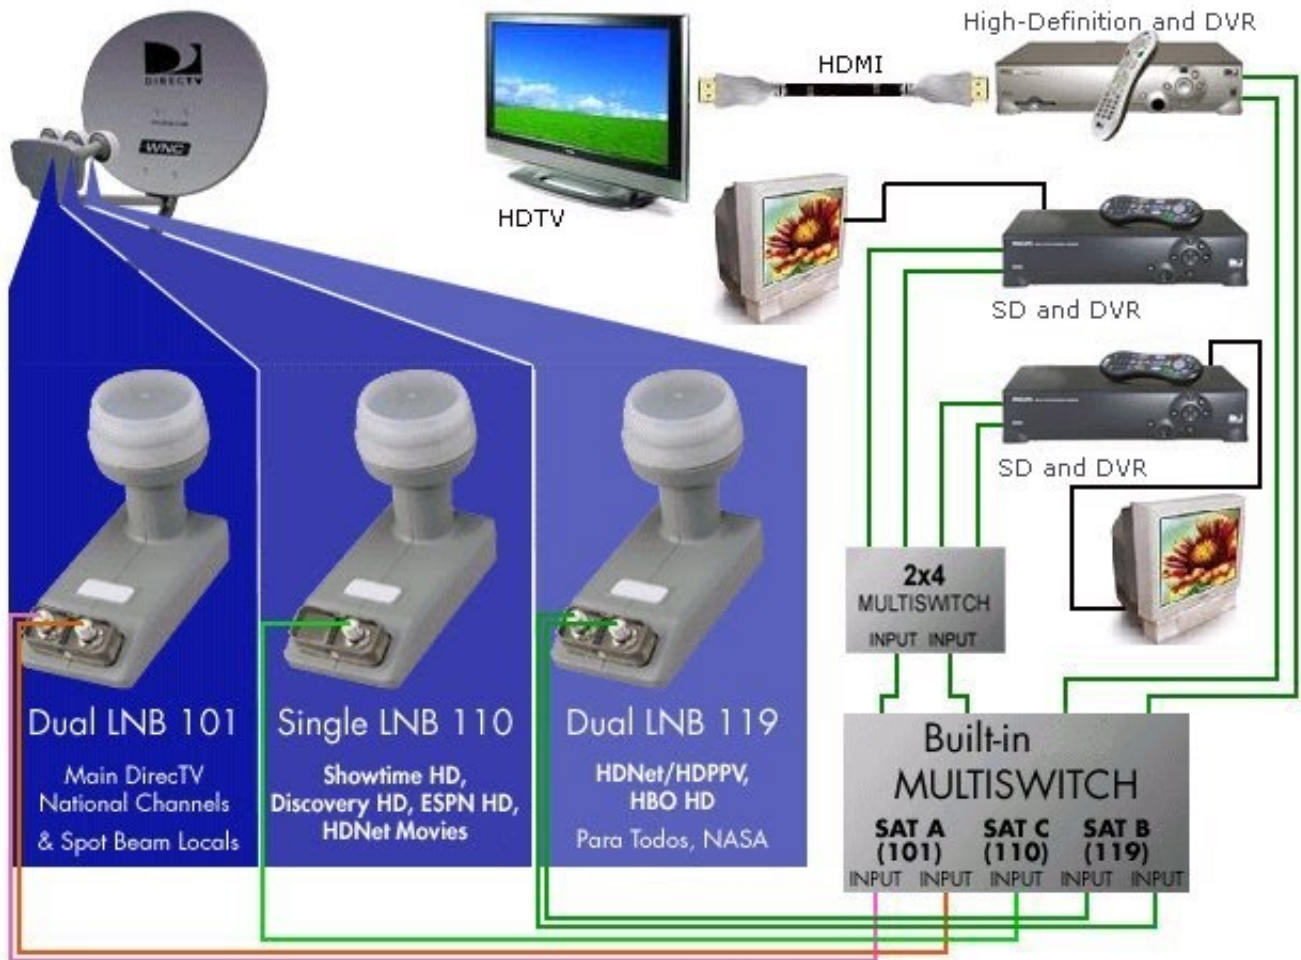 High-Definition and DVR
DIRECTV
WNC
HDMI
HDTV
SD and DVR
SD and DVR
2x4
MULTISWITCH
INPUT INPUT
Dual LNB 101
Main DirecTV
National Channels
& Spot Beam Locals
Single LNB 110
Showtime HD,
Discovery HD, ESPN HD,
HDNet Movies
Dual LNB 119
HDNet/HDPPV,
HBO HD
Para Todos, NASA
Built-in
MULTISWITCH
SAT A SAT C SAT B
(101) (110) (119)
INPUT INPUT INPUT INPUT INPUT